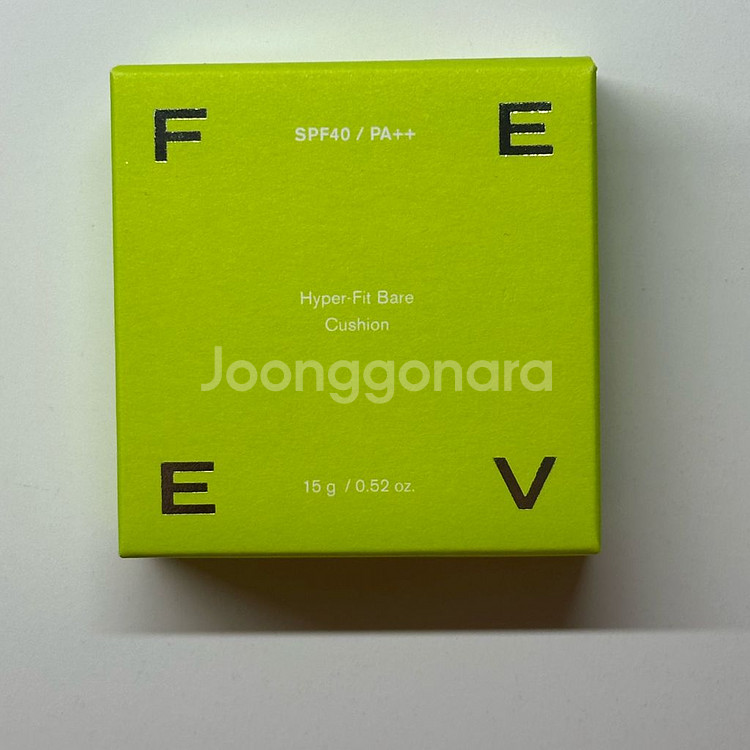 F SPF40 / PA++ E
Hyper-Fit Bare
Cushion
Joonggonara
E 15 g / 0.52 oz. V